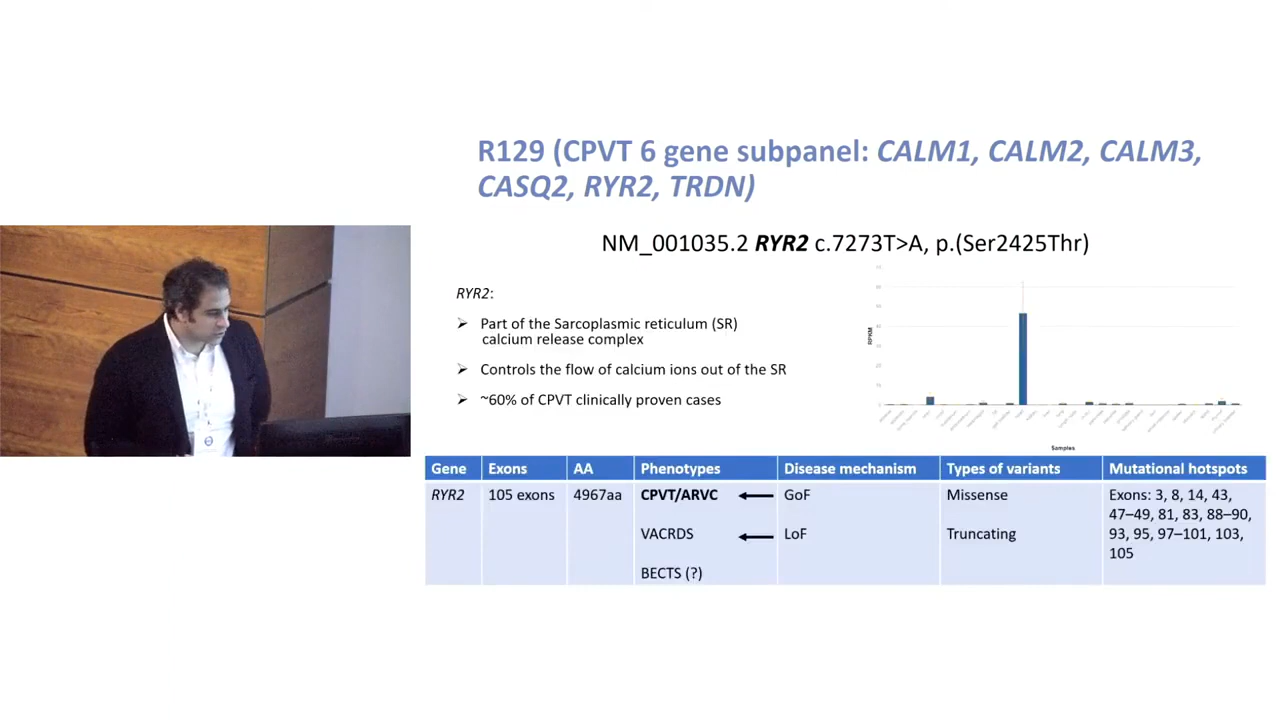 R129 (CPVT 6 gene subpanel: CALM1, CALM2, CALM3,
CASQ2, RYR2, TRDN)
NM_001035.2 RYR2 c.7273T>A, p.(Ser2425Thr)
RYR2:
Part of the Sarcoplasmic reticulum (SR)
calcium release complex
Controls the flow of calcium ions out of the SR
~60% of CPVT clinically proven cases
RPKM
Samples
Gene Exons AA Phenotypes Disease mechanism Types of variants Mutational hotspots
RYR2 105 exons 4967aa CPVT/ARVC GoF Missense Exons: 3, 8, 14, 43,
47–49, 81, 83, 88–90,
VACRDS LoF Truncating 93, 95, 97–101, 103,
105
BECTS (?)